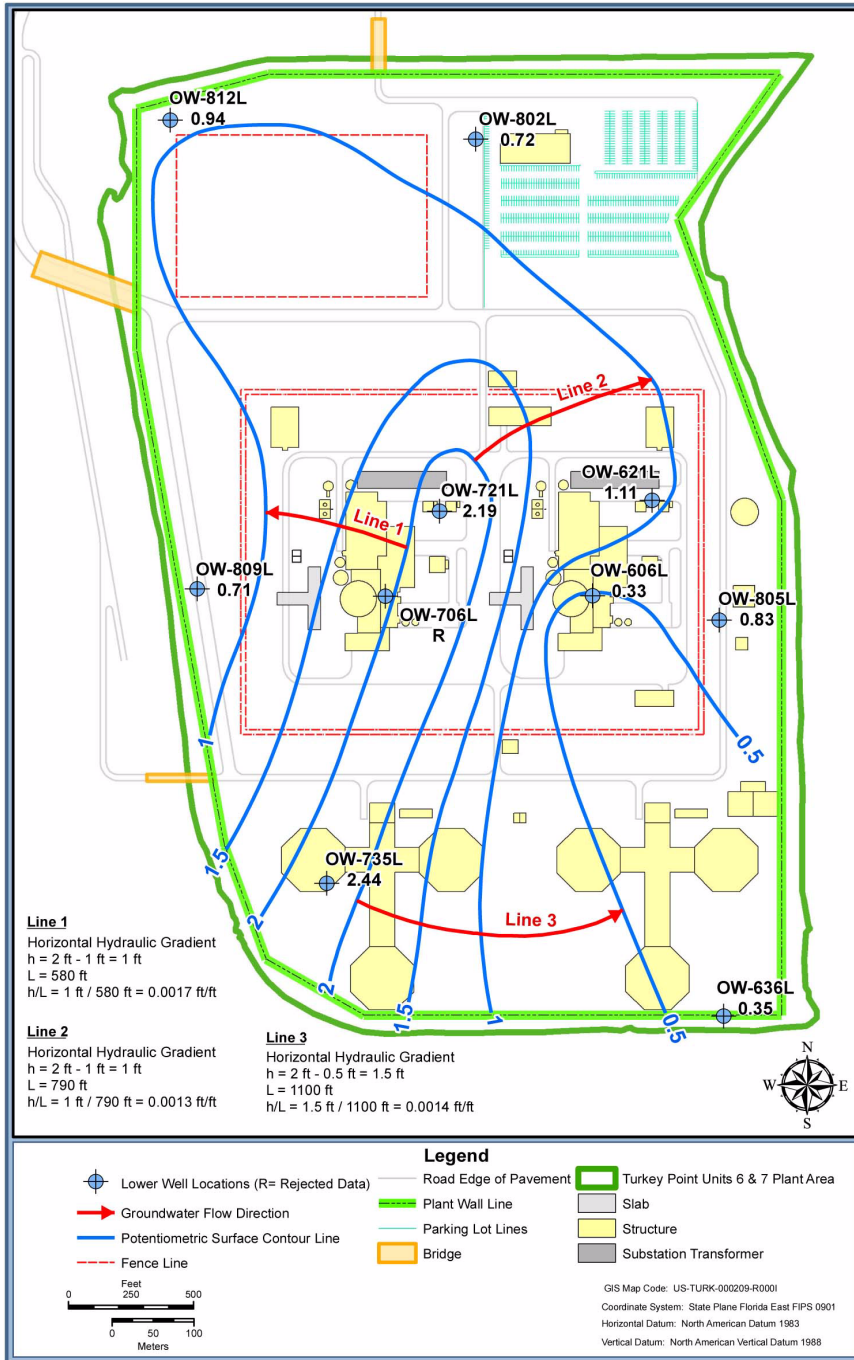 OW-812L
0.94
OW-802L
0.72
Line 2
OW-721L
2.19
OW-621L
1.11
Line 1
OW-809L
0.71
OW-706L
R
OW-606L
0.33
OW-805L
0.83
1
0.5
1.5
OW-735L
2.44
2
Line 3
2
1.5
1
0.5
OW-636L
0.35
Line 1
Horizontal Hydraulic Gradient
h = 2 ft - 1 ft = 1 ft
L = 580 ft
h/L = 1 ft / 580 ft = 0.0017 ft/ft
Line 2
Horizontal Hydraulic Gradient
h = 2 ft - 1 ft = 1 ft
L = 790 ft
h/L = 1 ft / 790 ft = 0.0013 ft/ft
Line 3
Horizontal Hydraulic Gradient
h = 2 ft - 0.5 ft = 1.5 ft
L = 1100 ft
h/L = 1.5 ft / 1100 ft = 0.0014 ft/ft
N
W E
S
Legend
Lower Well Locations (R= Rejected Data)
Groundwater Flow Direction
Potentiometric Surface Contour Line
Fence Line
Road Edge of Pavement
Plant Wall Line
Parking Lot Lines
Bridge
Turkey Point Units 6 & 7 Plant Area
Slab
Structure
Substation Transformer
Feet
0 250 500
0 50 100
Meters
GIS Map Code: US-TURK-000209-R000I
Coordinate System: State Plane Florida East FIPS 0901
Horizontal Datum: North American Datum 1983
Vertical Datum: North American Vertical Datum 1988